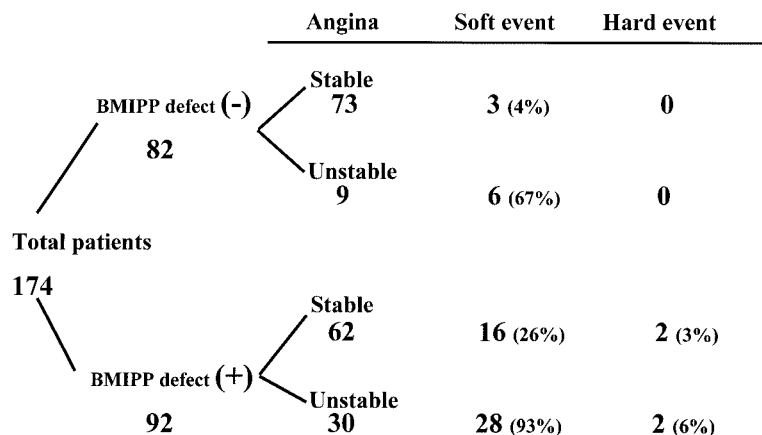 Angina Soft event Hard event
Stable
BMIPP defect (-) 73 3 (4%) 0
82
Unstable
9 6 (67%) 0
Total patients
174
Stable
62 16 (26%) 2 (3%)
BMIPP defect (+)
Unstable
92 30 28 (93%) 2 (6%)